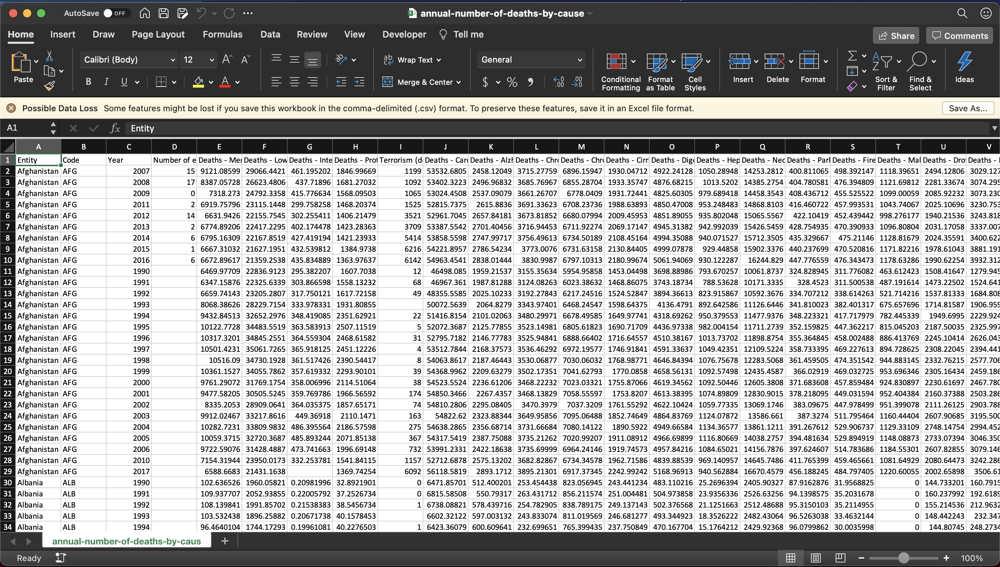 AutoSave OFF annual-number-of-deaths-by-cause
Home Insert Draw Page Layout Formulas Data Review View Developer Tell me Share Comments
Paste Calibri (Body) 12 Wrap Text General Conditional Formatting Format as Table Cell Styles Insert Delete Format Sort & Filter Find & Select Ideas
B I U Merge & Center $ %
Possible Data Loss Some features might be lost if you save this workbook in the comma-delimited (.csv) format. To preserve these features, save it in an Excel file format. Save As...
A1 fx Entity
A B C D E F G H I J K L M N O P Q R S T U V
1 Entity Code Year Number of e Deaths - Me Deaths - Low Deaths - Inte Deaths - Prot Terrorism (d Deaths - Card Deaths - Alzh Deaths - Chr Deaths - Chr Deaths - Cirr Deaths - Dig Deaths - Hep Deaths - Neo Deaths - Park Deaths - Fire Deaths - Mal Deaths - Dro Deaths -
2 Afghanistan AFG 2007 15 9121.08599 29066.4421 461.195202 1846.99669 1199 53532.6805 2458.12049 3715.27759 6896.15947 1930.04712 4922.24128 1050.28948 14253.2812 400.811065 498.392147 1118.39651 2494.12806 3029.127
3 Afghanistan AFG 2008 17 8387.05728 26623.4806 437.71896 1681.27032 1092 53402.3223 2496.96832 3685.76967 6855.28704 1933.35747 4876.68215 1013.5202 14385.2754 404.780581 476.394809 1121.69812 2281.33674 3074.295
4 Afghanistan AFG 2009 0 7318.273 24792.3358 415.776634 1568.09503 1065 53024.4508 2537.09079 3661.26707 6778.0409 1931.72441 4825.60305 979.689418 14458.3543 408.436712 455.525522 1099.00059 2085.92232 3073.230
5 Afghanistan AFG 2011 2 6919.75796 23115.1448 299.758258 1468.20374 1525 52815.7375 2615.8836 3691.33623 6708.23736 1988.63893 4850.47008 953.248483 14868.8103 416.460722 457.993531 1043.74067 2025.10696 3230.753
6 Afghanistan AFG 2012 14 6631.9426 22155.7545 302.255411 1406.21479 3521 52961.7045 2657.84181 3673.81852 6680.07994 2009.45953 4851.89055 935.802048 15065.5567 422.10419 452.439442 998.276177 1940.21536 3243.818
7 Afghanistan AFG 2013 2 6774.89206 22417.2295 402.174478 1423.28363 3709 53387.5542 2701.40456 3716.94453 6711.92274 2069.17147 4945.31382 942.992039 15426.5459 428.754935 470.390933 1096.80804 2031.17058 3337.007
8 Afghanistan AFG 2014 6 6795.16309 22167.8519 427.419194 1421.23933 5414 53858.5598 2747.99717 3756.49613 6734.50189 2108.45164 4994.35088 940.071527 15712.3505 435.329667 475.21146 1128.81679 2024.35591 3400.622
9 Afghanistan AFG 2015 1 6667.31032 21627.1951 432.539812 1384.9738 6216 54221.8957 2786.54234 3773.0076 6731.63158 2130.84405 4999.07878 929.44858 15902.3376 440.237699 470.520816 1171.82216 1978.61043 3881.191
10 Afghanistan AFG 2016 6 6672.89617 21359.2538 435.834889 1363.97637 6142 54963.4541 2838.01444 3830.9987 6797.10313 2180.99674 5061.94069 930.122287 16244.829 447.776559 476.343473 1178.63286 1990.62254 3932.312
11 Afghanistan AFG 1990 6469.97709 22836.9123 295.382207 1607.7038 12 46498.085 1959.21537 3155.35634 5954.95858 1453.04498 3698.88986 793.670257 10061.8737 324.828945 311.776082 463.612423 1508.41647 1279.945
12 Afghanistan AFG 1991 6347.15876 22325.6339 303.866598 1558.13232 68 46967.361 1987.81288 3124.08263 6023.38632 1468.86075 3743.18734 788.53628 10171.3335 328.4523 311.500538 487.191614 1473.22502 1524.641
13 Afghanistan AFG 1992 6659.74143 23205.2807 317.750121 1617.72158 49 48355.5585 2025.10233 3192.27843 6217.24516 1524.52847 3894.36613 823.915867 10592.3676 334.707212 338.614263 521.714216 1537.81333 1684.808
14 Afghanistan AFG 1993 8068.38626 28229.7154 333.978331 1931.80855 50072.5639 2064.8279 3343.97401 6468.24547 1598.64375 4136.4791 892.642586 11126.6446 341.810023 382.401317 675.657696 1714.81587 1906.959
15 Afghanistan AFG 1994 9432.84513 32652.2976 348.419085 2351.62921 22 51416.8154 2101.02063 3480.29971 6678.49585 1649.97741 4318.69262 950.379553 11477.9376 348.223321 417.717979 782.445339 1949.6995 2229.924
16 Afghanistan AFG 1995 10122.7728 34483.5519 363.583913 2507.11519 5 52072.3687 2125.77855 3523.14981 6805.61823 1690.71709 4436.97338 982.004154 11711.2739 352.159825 447.362217 815.045203 2187.50035 2325.997
17 Afghanistan AFG 1996 10317.3201 34845.2551 364.559304 2468.61582 31 52795.7182 2146.77783 3525.94841 6888.66402 1716.64557 4510.38167 1013.73702 11898.8754 355.364845 458.002488 886.413769 2245.10414 2626.043
18 Afghanistan AFG 1997 10501.4231 35061.7265 365.918125 2451.12226 4 53512.7844 2168.37573 3536.46292 6972.19577 1746.91841 4591.33637 1049.42351 12109.5224 358.733395 469.227613 894.728625 2308.22045 2394.441
19 Afghanistan AFG 1998 10516.09 34730.1928 361.517426 2390.54417 8 54063.8617 2187.46443 3530.06877 7030.06032 1768.98771 4646.84394 1076.75678 12283.5068 361.459505 474.351542 944.883145 2332.76215 2577.706
20 Afghanistan AFG 1999 10361.1527 34055.7862 357.619332 2293.90101 39 54368.9962 2209.63279 3502.17351 7041.62793 1770.0858 4658.56131 1092.57498 12435.4587 366.02919 469.032725 953.696346 2305.16434 2459.186
21 Afghanistan AFG 2000 9761.29072 31769.1754 358.006996 2114.51064 38 54523.5524 2236.61206 3468.22232 7023.03321 1755.87066 4619.34562 1092.50446 12605.3808 371.683608 457.859484 924.830897 2230.61697 2467.780
22 Afghanistan AFG 2001 9477.58205 30505.5245 359.769786 1966.56592 174 54850.3466 2267.4357 3468.13829 7058.55597 1753.8207 4613.38395 1074.89809 12830.9015 378.218095 449.031594 952.404384 2160.37388 2503.286
23 Afghanistan AFG 2002 8335.2053 28909.0641 364.035375 1857.65171 74 54810.2806 2295.08405 3470.3979 7037.3209 1761.55292 4622.10424 1059.77335 13069.1746 383.09675 447.978499 951.399078 2111.26125 2903.788
24 Afghanistan AFG 2003 9912.02467 33217.8616 449.36918 2110.1471 163 54822.62 2323.88344 3649.95856 7095.06488 1852.74649 4864.83769 1124.07872 13586.661 387.3274 511.795464 1160.44404 2607.90685 3195.500
25 Afghanistan AFG 2004 10282.7231 33809.9832 486.395564 2186.57598 275 54638.2865 2356.68714 3731.66684 7080.14122 1890.5922 4949.66584 1134.36577 13861.1211 391.267612 529.906737 1129.33109 2748.14754 2994.452
26 Afghanistan AFG 2005 10059.3715 32720.3687 485.893244 2071.85138 367 54317.5419 2387.75088 3735.21262 7020.99207 1911.08912 4966.69899 1116.80669 14038.2757 394.481634 529.894919 1148.08873 2733.07394 3046.350
27 Afghanistan AFG 2006 9722.59076 31428.4887 473.741663 1996.69148 732 53991.2331 2422.18638 3735.69999 6964.24146 1919.74573 4957.84216 1084.65021 14156.7876 397.624607 514.783686 1184.55301 2607.82855 3079.146
28 Afghanistan AFG 2010 7154.31944 23950.0173 332.253781 1541.84115 1157 52712.6878 2575.13202 3682.82867 6734.34578 1962.71586 4839.88539 969.140957 14645.7486 411.765399 459.465661 1081.64929 2080.64473 3242.286
29 Afghanistan AFG 2017 6588.6683 21431.1638 1369.74254 6092 56118.5819 2893.1712 3895.21301 6917.37345 2242.99242 5168.96913 940.562884 16670.4579 456.188245 484.797405 1220.60055 2002.65898 3506.61
30 Albania ALB 1990 102.636526 1960.05821 0.20981996 32.8921901 0 6471.85701 512.400201 253.454438 823.056945 243.441234 483.110216 25.2696394 2405.90327 87.9162876 31.9568825 0 144.733201 160.7915
31 Albania ALB 1991 109.937707 2052.93855 0.22005792 37.2526734 0 6815.58508 550.79317 263.431712 856.211574 251.004481 504.973858 23.9356336 2526.63256 94.1398575 35.2031678 0 160.237992 192.6189
32 Albania ALB 1992 108.139841 1991.85702 0.21538383 38.5456734 1 6738.08821 578.439716 254.782905 838.789175 249.137143 502.376568 21.1251663 2512.48688 95.3150103 35.2114955 0 155.214536 212.9632
33 Albania ALB 1993 103.532438 1896.25882 0.20671738 40.1578453 6602.32122 597.003132 243.833074 811.019569 246.681277 493.344923 18.3526222 2482.43064 96.5263038 33.4632144 0 148.442243 232.347
34 Albania ALB 1994 96.4640104 1744.17293 0.19961081 40.2276503 1 6423.36079 600.609641 232.699651 765.399435 237.750849 470.167704 15.1764212 2429.92368 96.0799862 30.0035998 0 144.80745 248.2734
annual-number-of-deaths-by-caus
Ready 100%